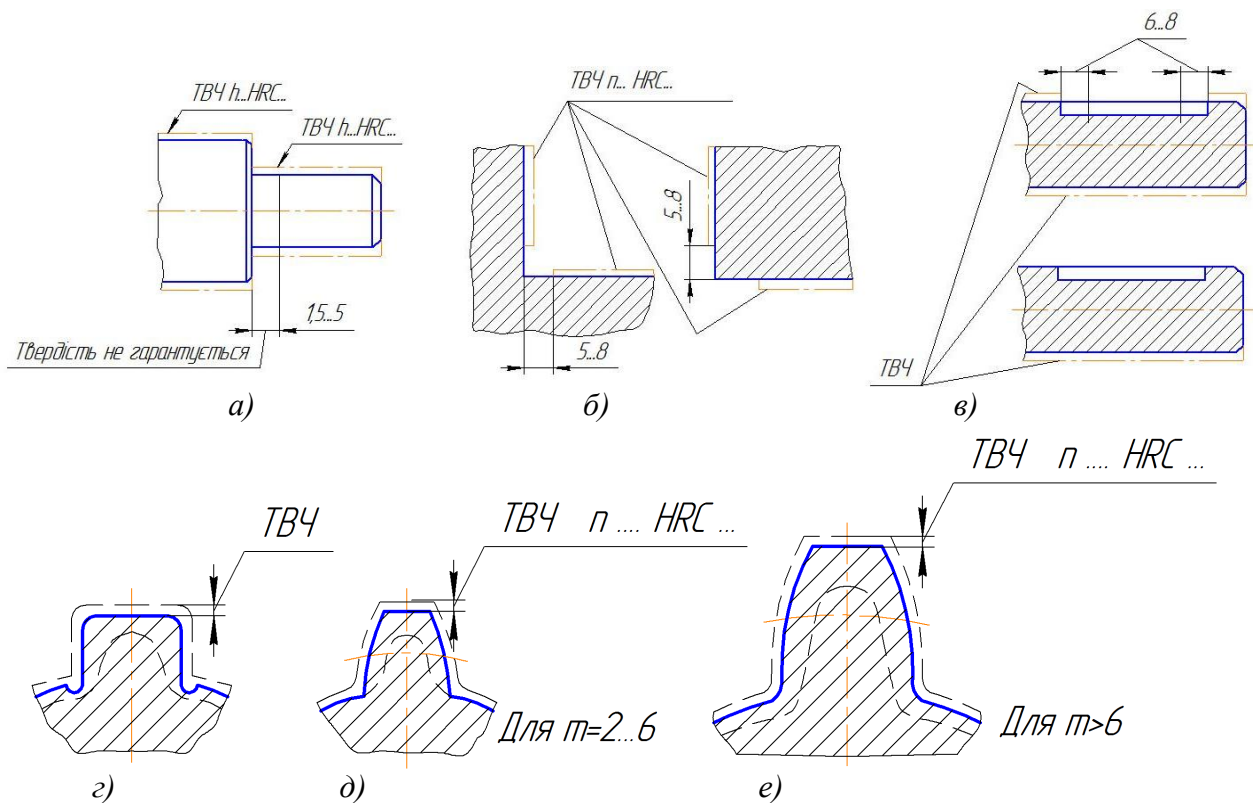 ТВЧ h...HRC...
ТВЧ h...HRC...
1,5...5
Твердість не гарантується
а)
ТВЧ n... HRC...
5...8
5...8
б)
6...8
ТВЧ
в)
ТВЧ
г)
ТВЧ n .... HRC ...
Для m=2...6
д)
ТВЧ n .... HRC ...
Для m>6
е)